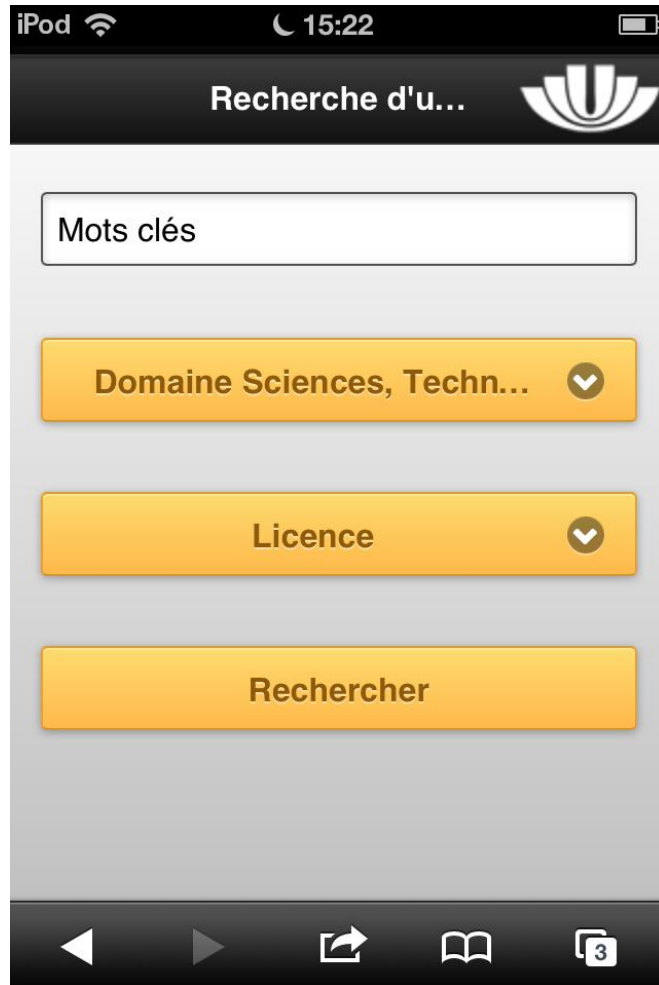 iPod 15:22
Recherche d'u...
Mots clés
Domaine Sciences, Techn...
Licence
Rechercher
3